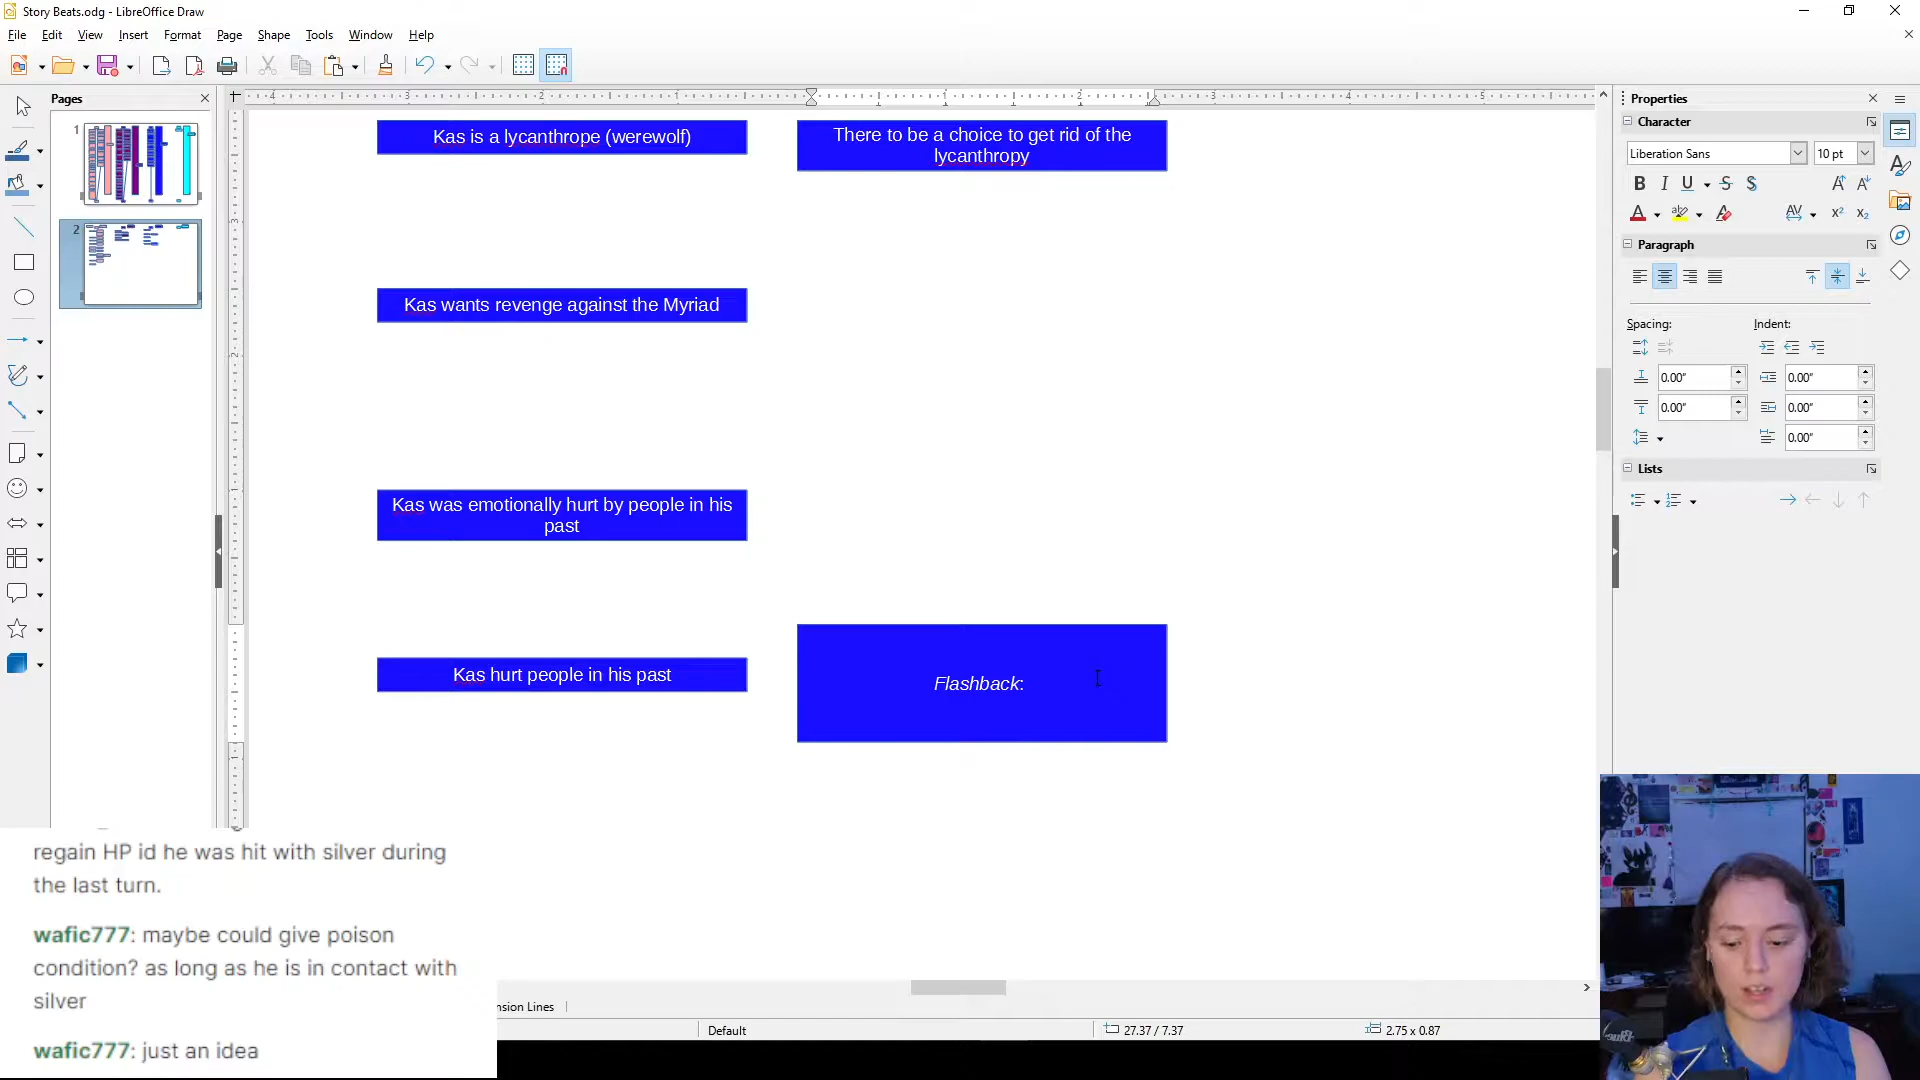 Story Beats.odg - LibreOffice Draw
File Edit View Insert Format Page Shape Tools Window Help
Pages
1
2
Kas is a lycanthrope (werewolf)
There to be a choice to get rid of the
lycanthropy
Kas wants revenge against the Myriad
Kas was emotionally hurt by people in his
past
Kas hurt people in his past
Flashback:
Properties
Character
Liberation Sans
10 pt
Paragraph
Spacing:
Indent:
0.00"
0.00"
0.00"
0.00"
0.00"
Lists
regain HP id he was hit with silver during
the last turn.
wafic777: maybe could give poison
condition? as long as he is in contact with
silver
wafic777: just an idea
nsion Lines
Default
27.37 / 7.37
2.75 x 0.87